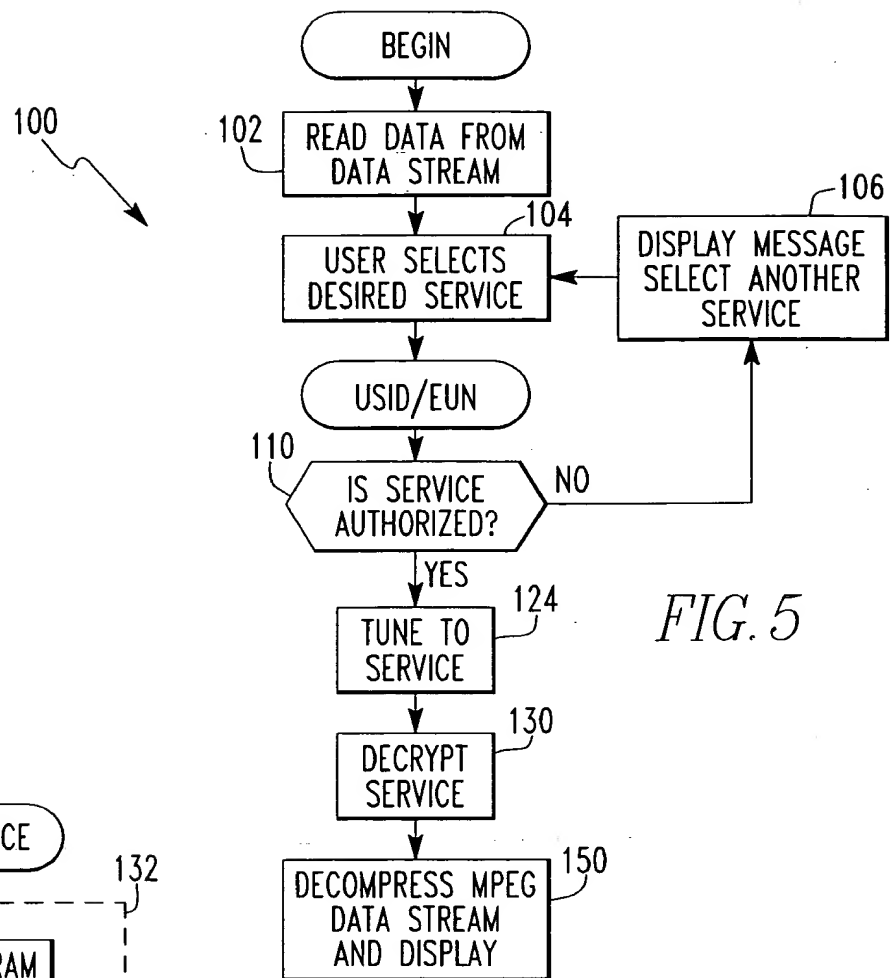 BEGIN
100
102
READ DATA FROM
DATA STREAM
104
USER SELECTS
DESIRED SERVICE
106
DISPLAY MESSAGE
SELECT ANOTHER
SERVICE
USID/EUN
110
IS SERVICE
AUTHORIZED?
NO
YES
124
TUNE TO
SERVICE
FIG. 5
130
DECRYPT
SERVICE
CE
132
150
DECOMPRESS MPEG
DATA STREAM
AND DISPLAY
RAM